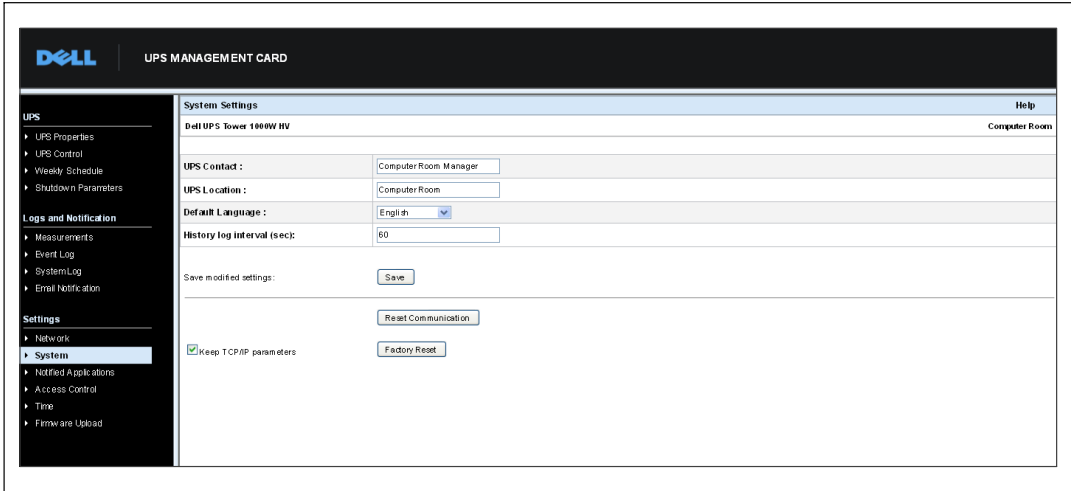 DELL
UPS MANAGEMENT CARD
UPS
UPS Properties
UPS Control
Weekly Schedule
Shutdown Parameters
Logs and Notification
Measurements
Event Log
System Log
Email Notification
Settings
Network
System
Notified Applications
Access Control
Time
Firmware Upload
System Settings Help
Dell UPS Tower 1000W HV Computer Room
UPS Contact : Computer Room Manager
UPS Location : Computer Room
Default Language : English
History log interval (sec): 60
Save modified settings: Save
Reset Communication
Keep TCP/IP parameters Factory Reset